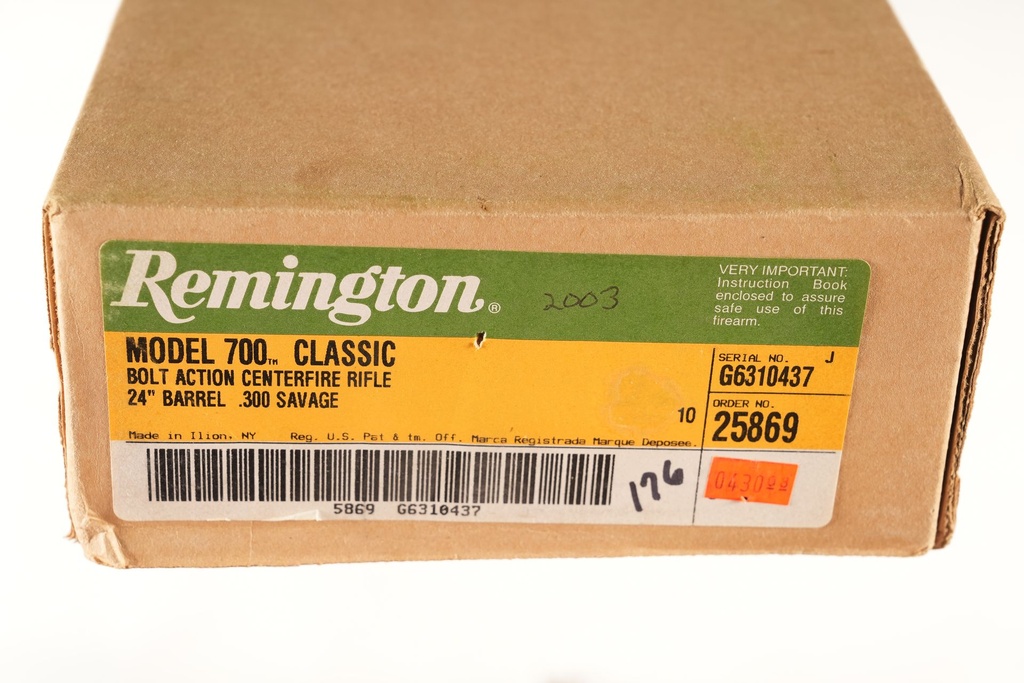 Remington®
2003
VERY IMPORTANT:
Instruction Book
enclosed to assure
safe use of this
firearm.
MODEL 700™ CLASSIC
BOLT ACTION CENTERFIRE RIFLE
24" BARREL .300 SAVAGE
10
SERIAL NO. J
G6310437
ORDER NO.
25869
Made in Ilion, NY Reg. U.S. Pat & tm. Off. Marca Registrada Marque Deposee.
5869 G6310437
176
0430